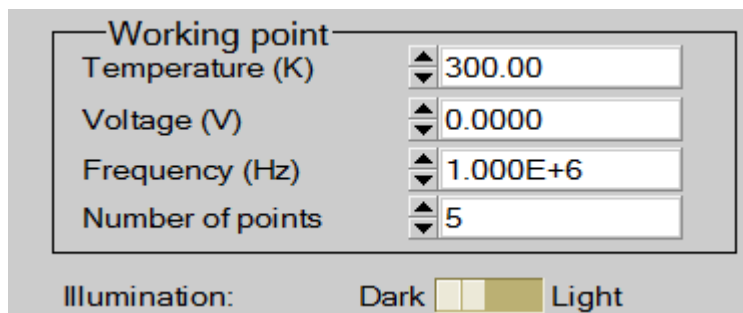 Working point
Temperature (K) 300.00
Voltage (V) 0.0000
Frequency (Hz) 1.000E+6
Number of points 5
Illumination: Dark Light